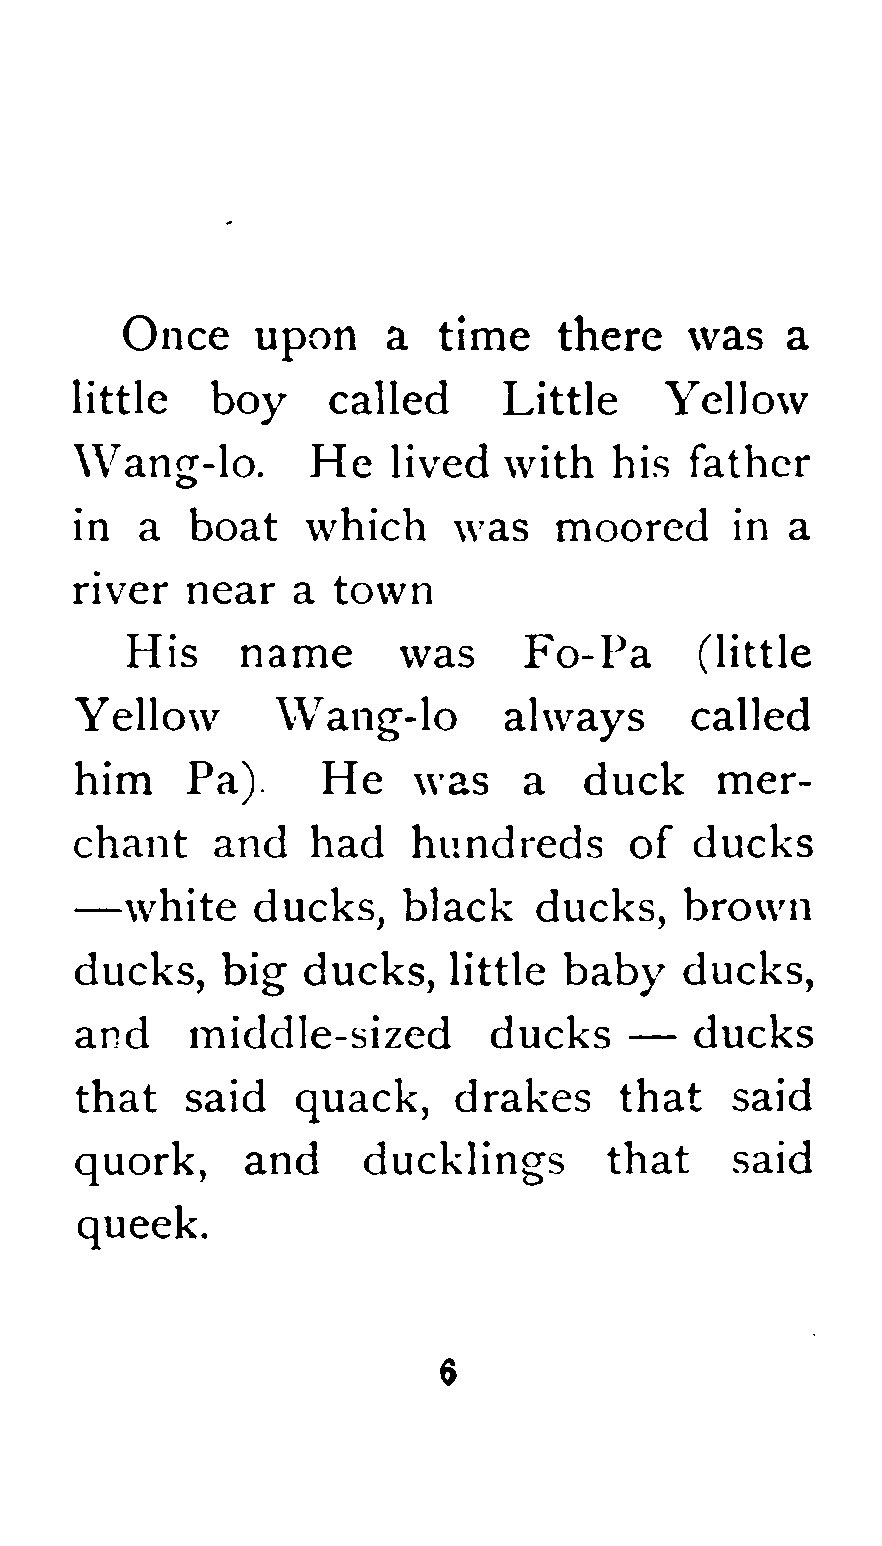 Once upon a time there was a
little boy called Little Yellow
Wang-lo. He lived with his father
in a boat which was moored in a
river near a town
His name was Fo-Pa (little
Yellow Wang-lo always called
him Pa). He was a duck mer-
chant and had hundreds of ducks
—white ducks, black ducks, brown
ducks, big ducks, little baby ducks,
and middle-sized ducks — ducks
that said quack, drakes that said
quork, and ducklings that said
queek.
6